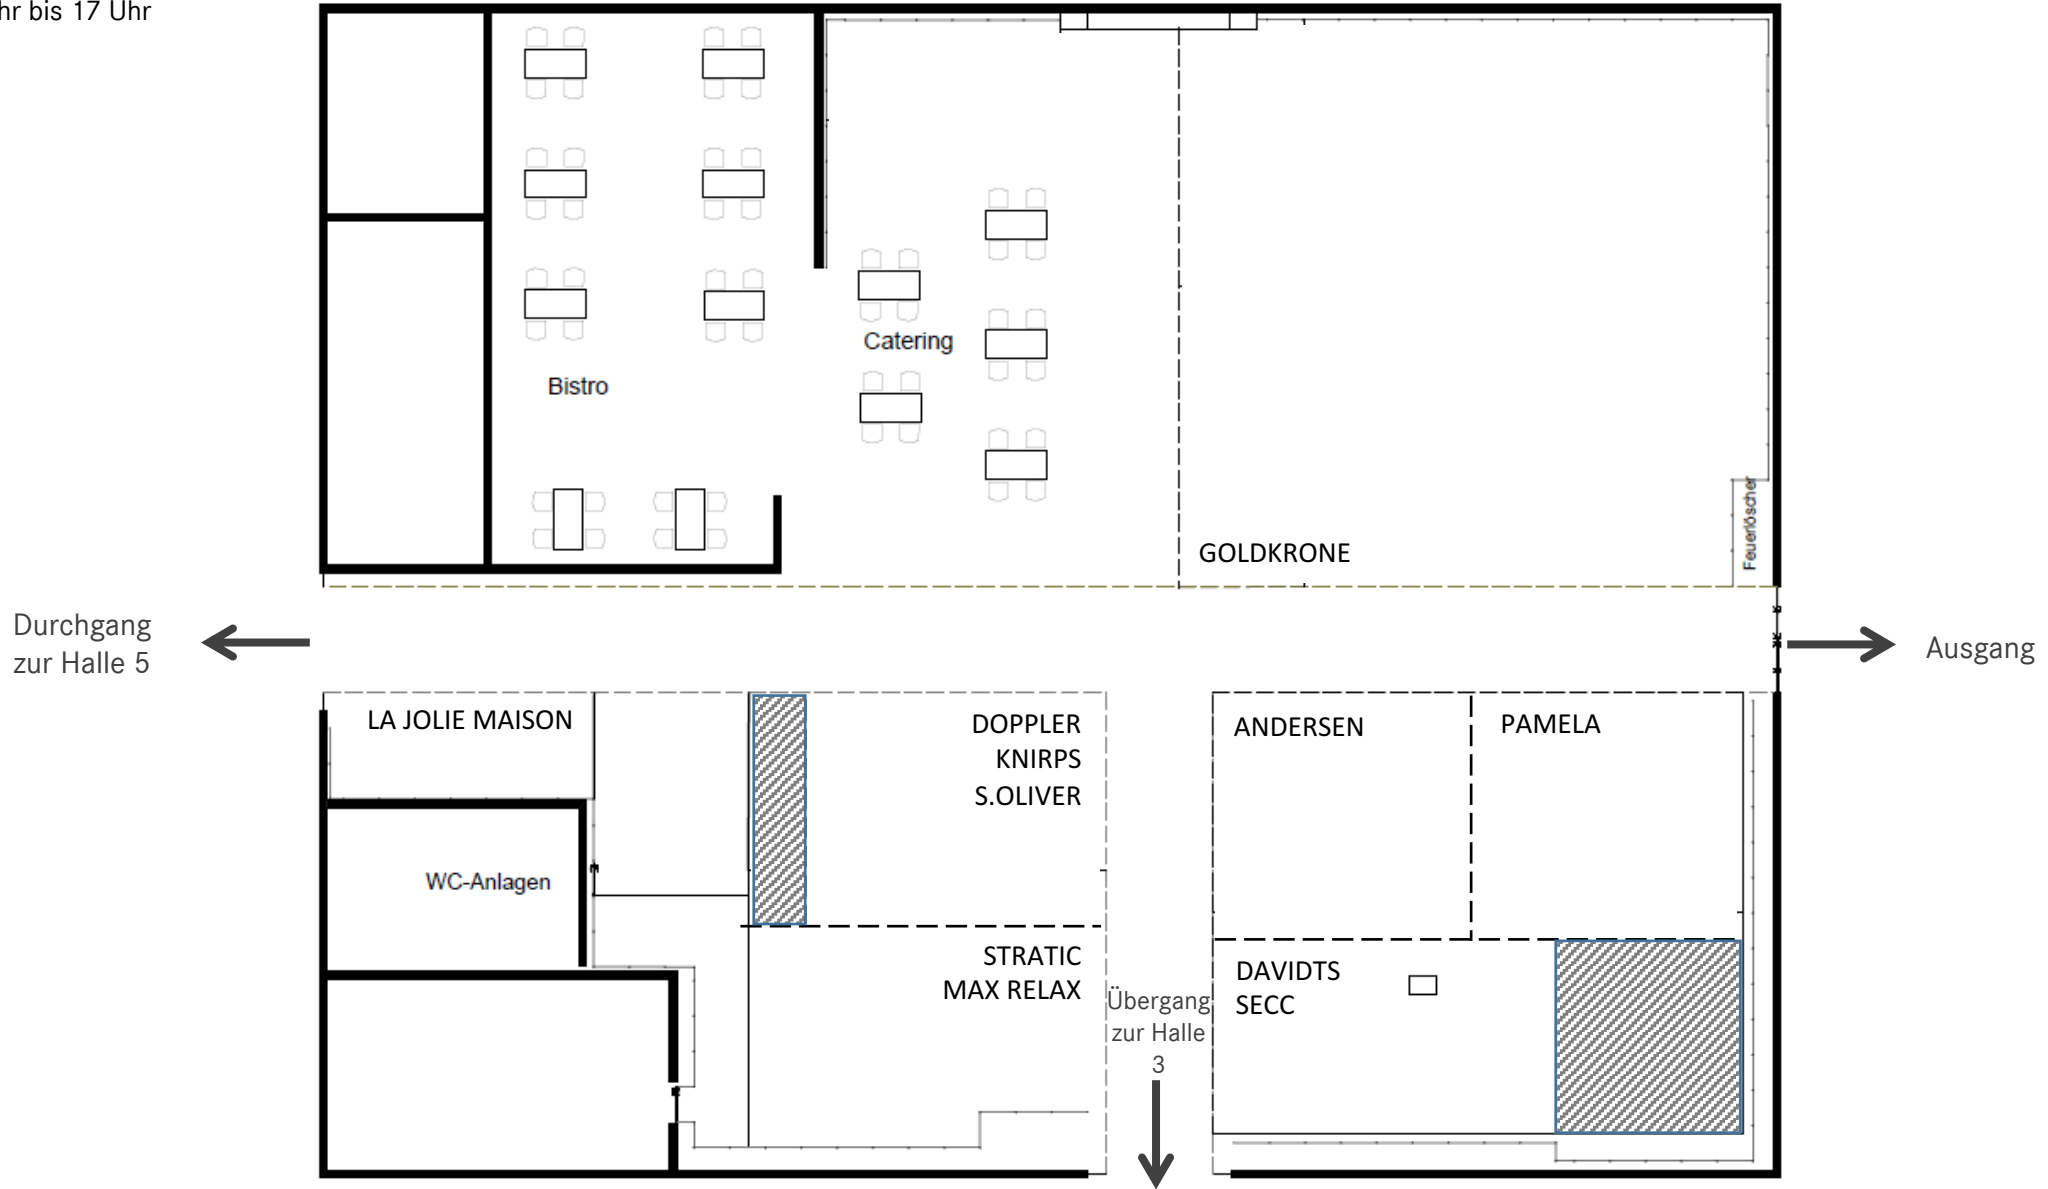 hr bis 17 Uhr
Catering
Bistro
Feuerlöscher
GOLDKRONE
Durchgang
zur Halle 5
Ausgang
LA JOLIE MAISON
DOPPLER
KNIRPS
S.OLIVER
ANDERSEN
PAMELA
WC-Anlagen
STRATIC
MAX RELAX
DAVIDTS
SECC
Übergang
zur Halle
3